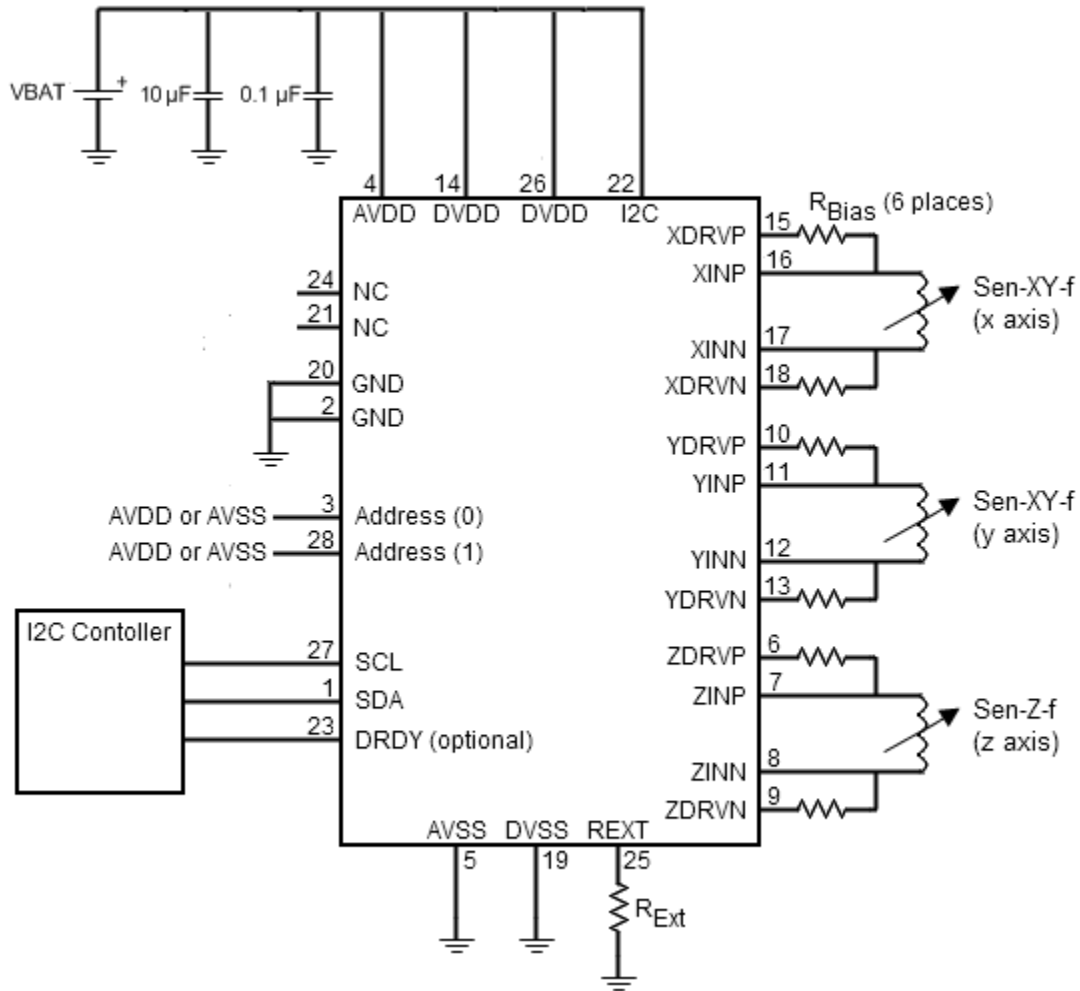 VBAT
+
10 µF
0.1 µF
4
14
26
22
AVDD
DVDD
DVDD
I2C
R Bias (6 places)
XDRVP
15
XINP
16
XINN
17
XDRVN
18
Sen-XY-f
(x axis)
24
NC
21
NC
20
GND
2
GND
YDRVP
10
YINP
11
YINN
12
YDRVN
13
Sen-XY-f
(y axis)
AVDD or AVSS
3
Address (0)
AVDD or AVSS
28
Address (1)
I2C Contoller
27
SCL
1
SDA
23
DRDY (optional)
ZDRVP
6
ZINP
7
ZINN
8
ZDRVN
9
Sen-Z-f
(z axis)
AVSS
DVSS
REXT
5
19
25
R Ext